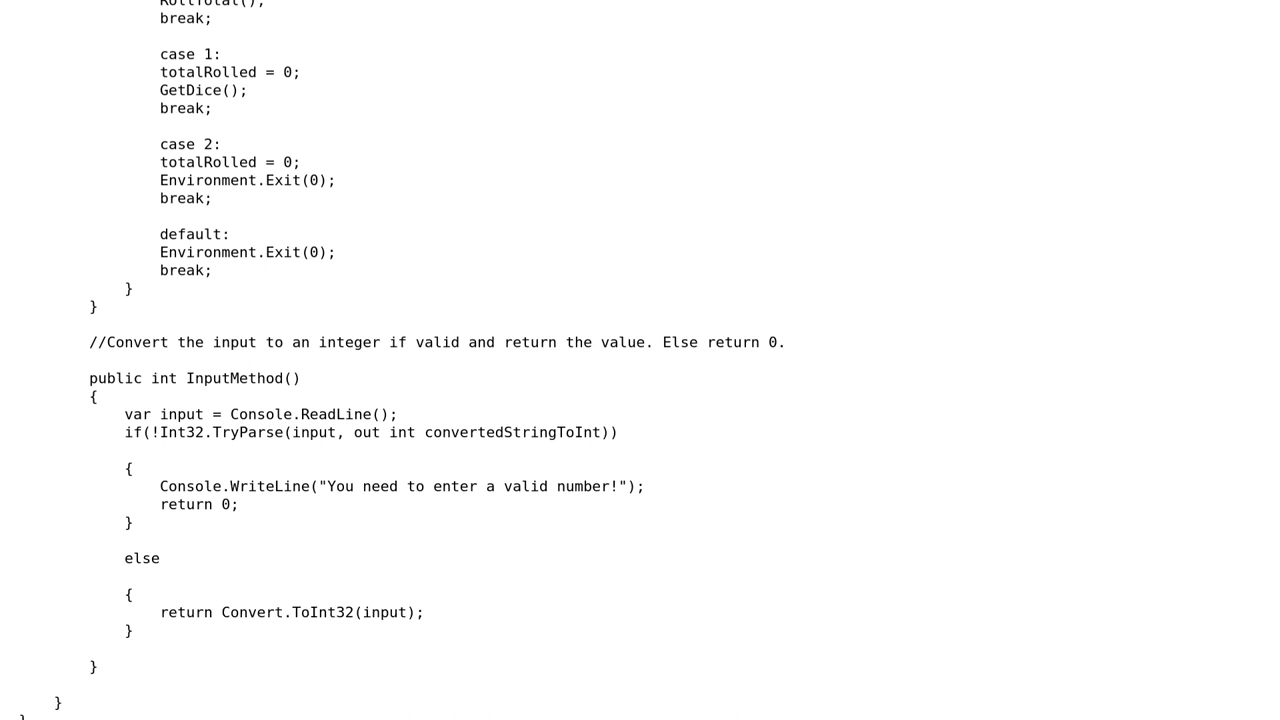 RollTotal();
break;
case 1:
totalRolled = 0;
GetDice();
break;
case 2:
totalRolled = 0;
Environment.Exit(0);
break;
default:
Environment.Exit(0);
break;
}
}
//Convert the input to an integer if valid and return the value. Else return 0.
public int InputMethod()
{
var input = Console.ReadLine();
if(!Int32.TryParse(input, out int convertedStringToInt))
{
Console.WriteLine("You need to enter a valid number!");
return 0;
}
else
{
return Convert.ToInt32(input);
}
}
}
}